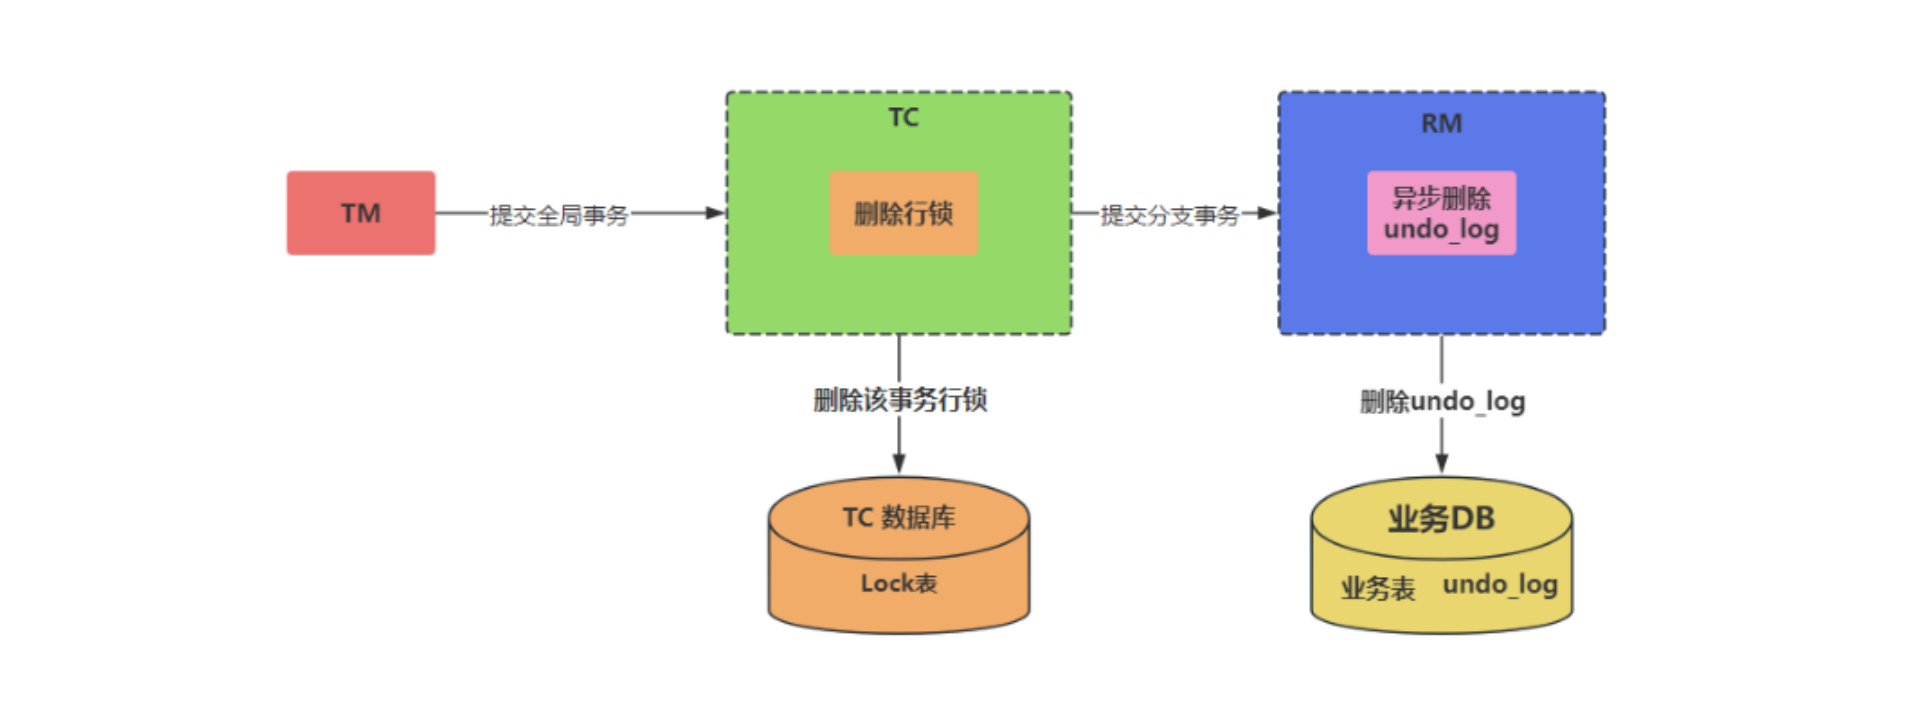 TM
提交全局事务
TC
删除行锁
提交分支事务
RM
异步删除
undo_log
删除该事务行锁
删除undo_log
TC 数据库
Lock表
业务DB
业务表 undo_log